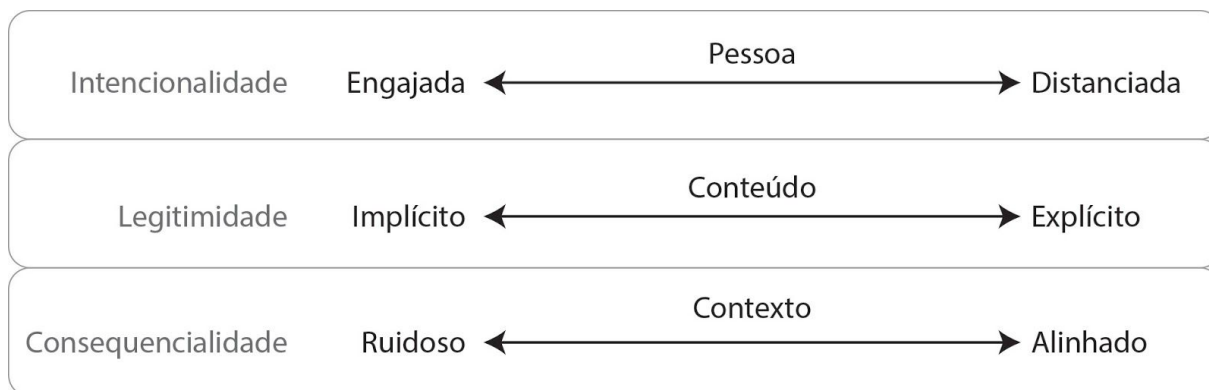 Pessoa
Intencionalidade Engajada Distanciada
Conteúdo
Legitimidade Implícito Explícito
Contexto
Consequencialidade Ruidoso Alinhado